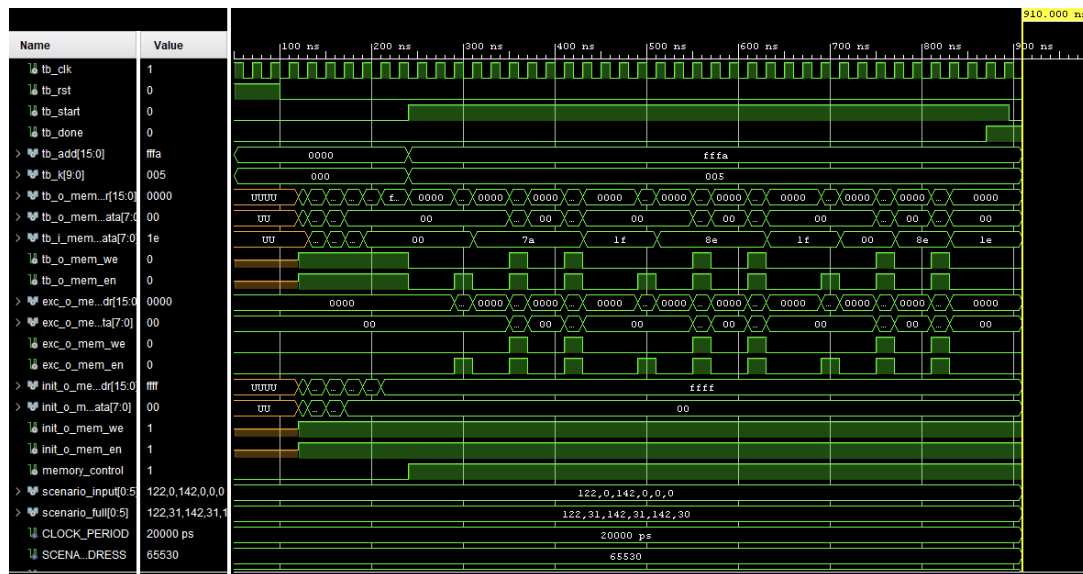 910.000 ns
Name Value 100 ns 200 ns 300 ns 400 ns 500 ns 600 ns 700 ns 800 ns 900 ns
tb_clk 1
tb_rst 0
tb_start 0
tb_done 0
> tb_add[15:0] fffa 0000 fffa
> tb_k[9:0] 005 000 005
> tb_o_mem...r[15:0] 0000 UUUU ... ... ... ... f... 0000 ... 0000 ... 0000 ... 0000 ... 0000 ... 0000 ... 0000 ... 0000 ... 0000 ... 0000
> tb_o_mem...ata[7:0 00 UU ... ... 00 ... 00 ... 00 ... 00 ... 00 ... 00 ... 00
> tb_i_mem...ata[7:0 1e UU ... ... ... 00 7a 1f 8e 1f 00 8e 1e
tb_o_mem_we 0
tb_o_mem_en 0
> exc_o_me...dr[15:0 0000 0000 ... 0000 ... 0000 ... 0000 ... 0000 ... 0000 ... 0000 ... 0000 ... 0000 ... 0000
> exc_o_me...ta[7:0] 00 00 ... 00 ... 00 ... 00 ... 00 ... 00 ... 00
exc_o_mem_we 0
exc_o_mem_en 0
> init_o_me...dr[15:0 ffff UUUU ... ... ... ... ffff
> init_o_m...ata[7:0] 00 UU ... ... 00
init_o_mem_we 1
init_o_mem_en 1
memory_control 1
> scenario_input[0:5] 122,0,142,0,0,0 122,0,142,0,0,0
> scenario_full[0:5] 122,31,142,31,1 122,31,142,31,142,30
CLOCK_PERIOD 20000 ps 20000 ps
SCENA...DRESS 65530 65530